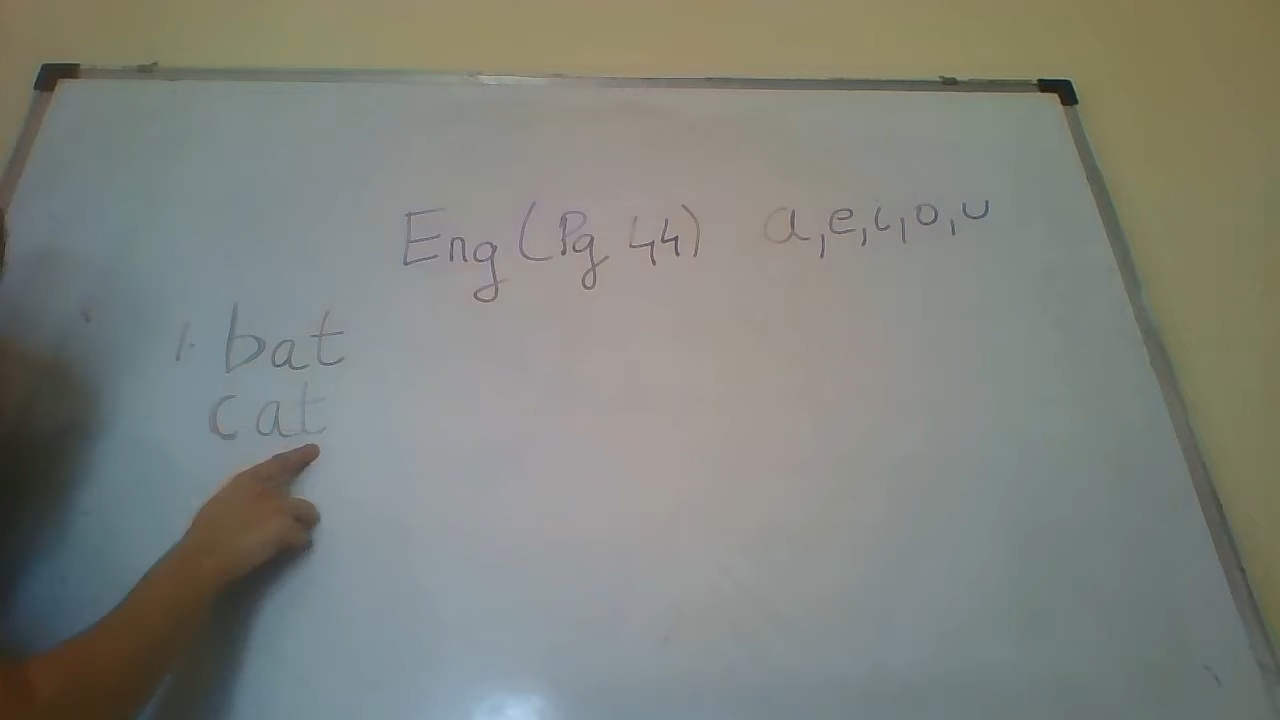 Eng (Pg 44) a, e, i, o, u
1. bat
cat